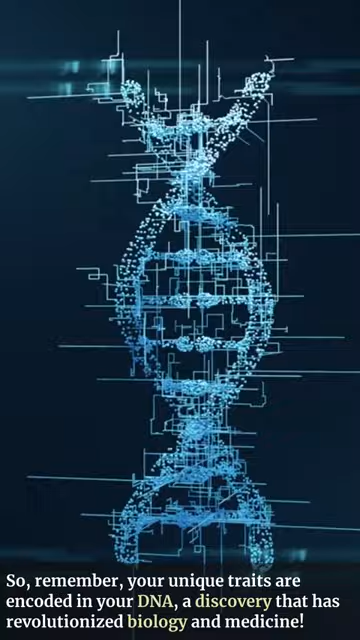 So, remember, your unique traits are
encoded in your DNA, a discovery that has
revolutionized biology and medicine!